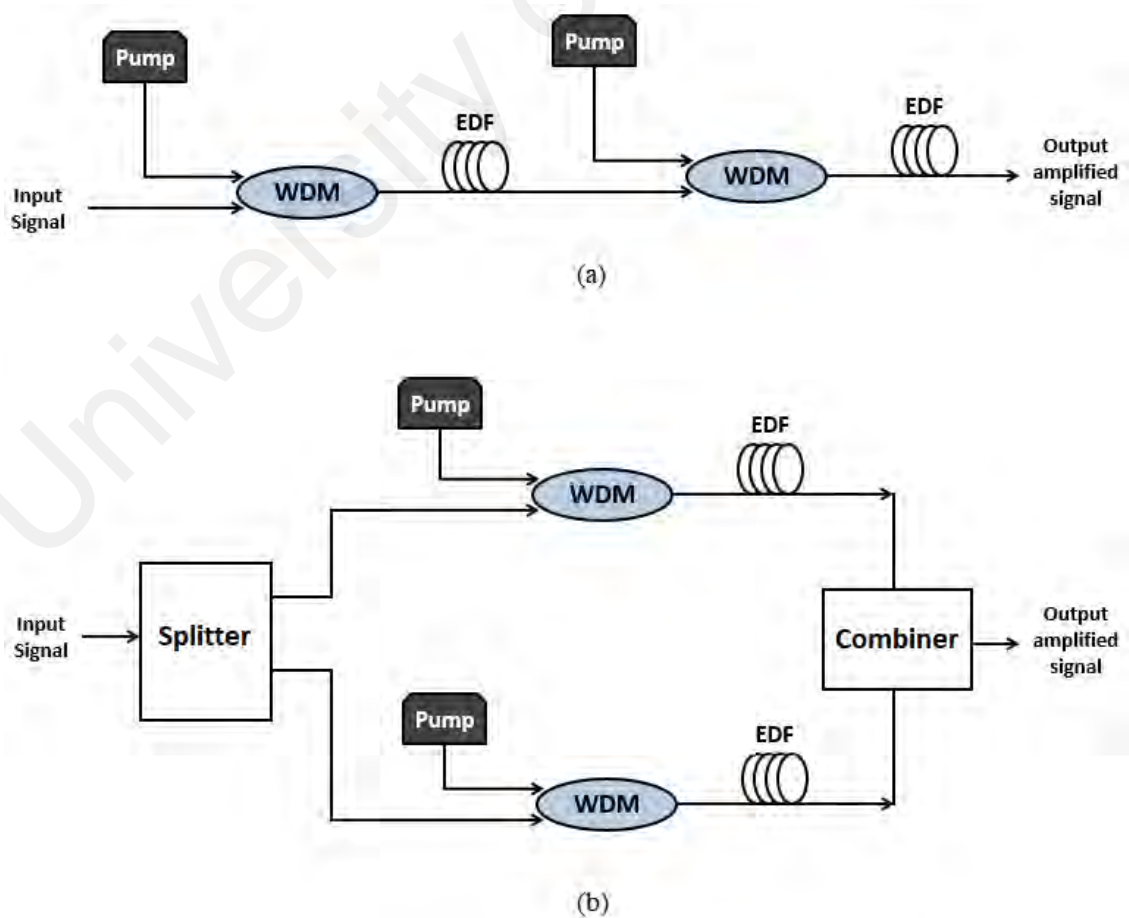 Pump
Pump
EDF
EDF
WDM
WDM
Input
Signal
Output
amplified
signal
(a)
Pump
EDF
WDM
Input
Signal
Splitter
Combiner
Output
amplified
signal
Pump
EDF
WDM
(b)
University